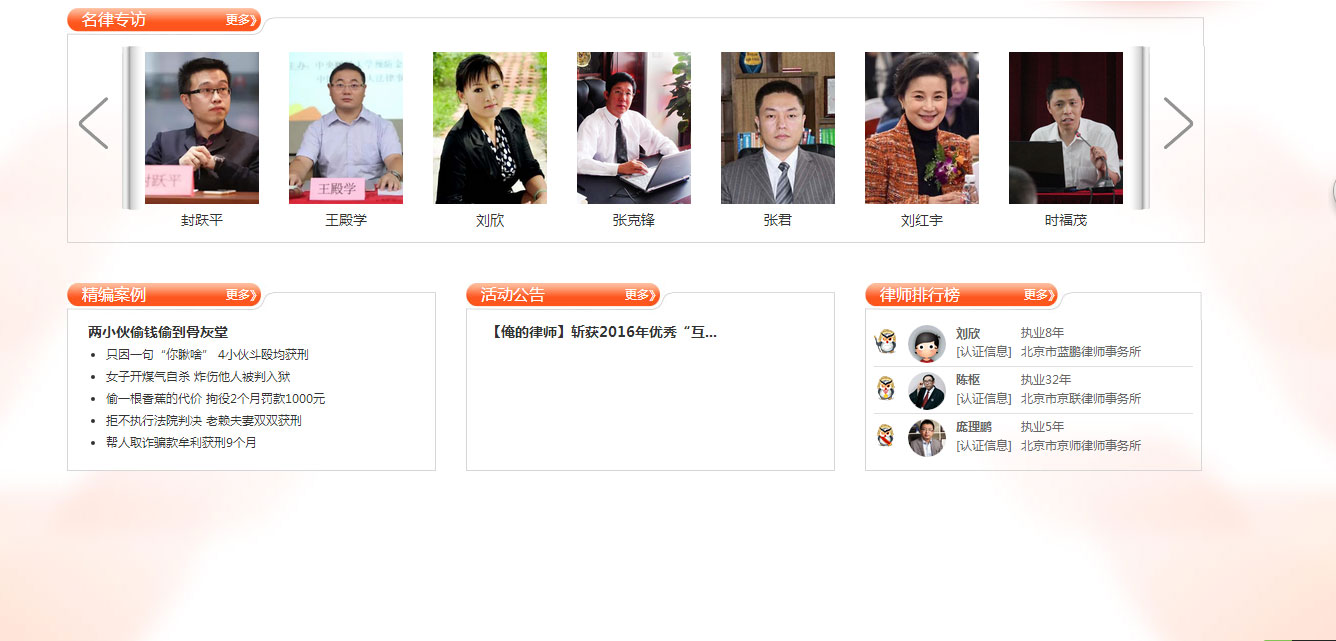 名律专访 更多》
主办：中央
封跃平
王殿学
封跃平 王殿学 刘欣 张克锋 张君 刘红宇 时福茂
精编案例 更多》
两小伙偷钱偷到骨灰堂
只因一句“你瞅啥” 4小伙斗殴均获刑
女子开煤气自杀 炸伤他人被判入狱
偷一根香蕉的代价 拘役2个月罚款1000元
拒不执行法院判决 老赖夫妻双双获刑
帮人取诈骗款牟利获刑9个月
活动公告 更多》
【俺的律师】斩获2016年优秀“互...
律师排行榜 更多》
刘欣 执业8年
[认证信息] 北京市蓝鹏律师事务所
陈枢 执业32年
[认证信息] 北京市京联律师事务所
庞理鹏 执业5年
[认证信息] 北京市京师律师事务所